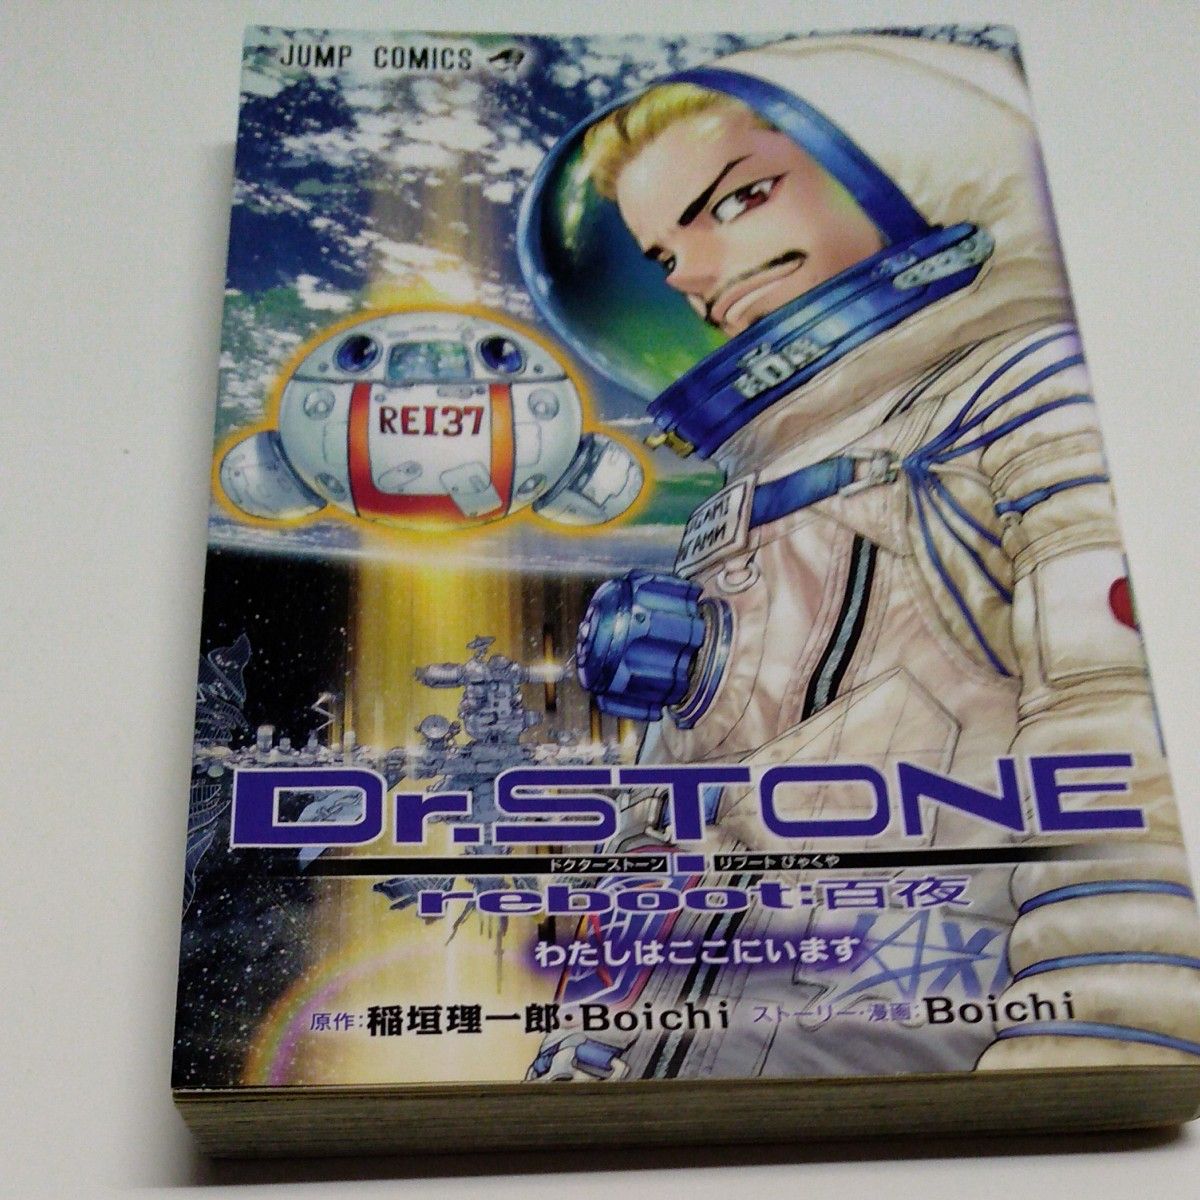 JUMP COMICS
REI37
Dr.STONE
ドクターストーン リブート びゃくや
reboot:百夜
わたしはここにいます
原作:稲垣理一郎・Boichi ストーリー・漫画:Boichi